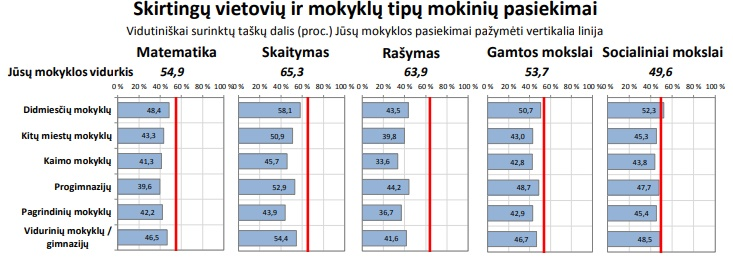 Skirtingų vietovių ir mokyklų tipų mokinių pasiekimai
Vidutiniškai surinktų taškų dalis (proc.) Jūsų mokyklos pasiekimai pažymėti vertikalia linija
Matematika Skaitymas Rašymas Gamtos mokslai Socialiniai mokslai
Jūsų mokyklos vidurkis 54,9 65,3 63,9 53,7 49,6
0 % 20 % 40 % 60 % 80 % 100 % 0 % 20 % 40 % 60 % 80 % 100 % 0 % 20 % 40 % 60 % 80 % 100 % 0 % 20 % 40 % 60 % 80 % 100 % 0 % 20 % 40 % 60 % 80 % 100 %
Didmiesčių mokyklų 48,4 58,1 43,5 50,7 52,3
Kitų miestų mokyklų 43,3 50,9 39,8 43,0 45,3
Kaimo mokyklų 41,3 45,7 33,6 42,8 43,8
Progimnazijų 39,6 52,9 44,2 48,7 47,7
Pagrindinių mokyklų 42,2 43,9 36,7 42,9 45,4
Vidurinių mokyklų /
gimnazijų 46,5 54,4 41,6 46,7 48,5